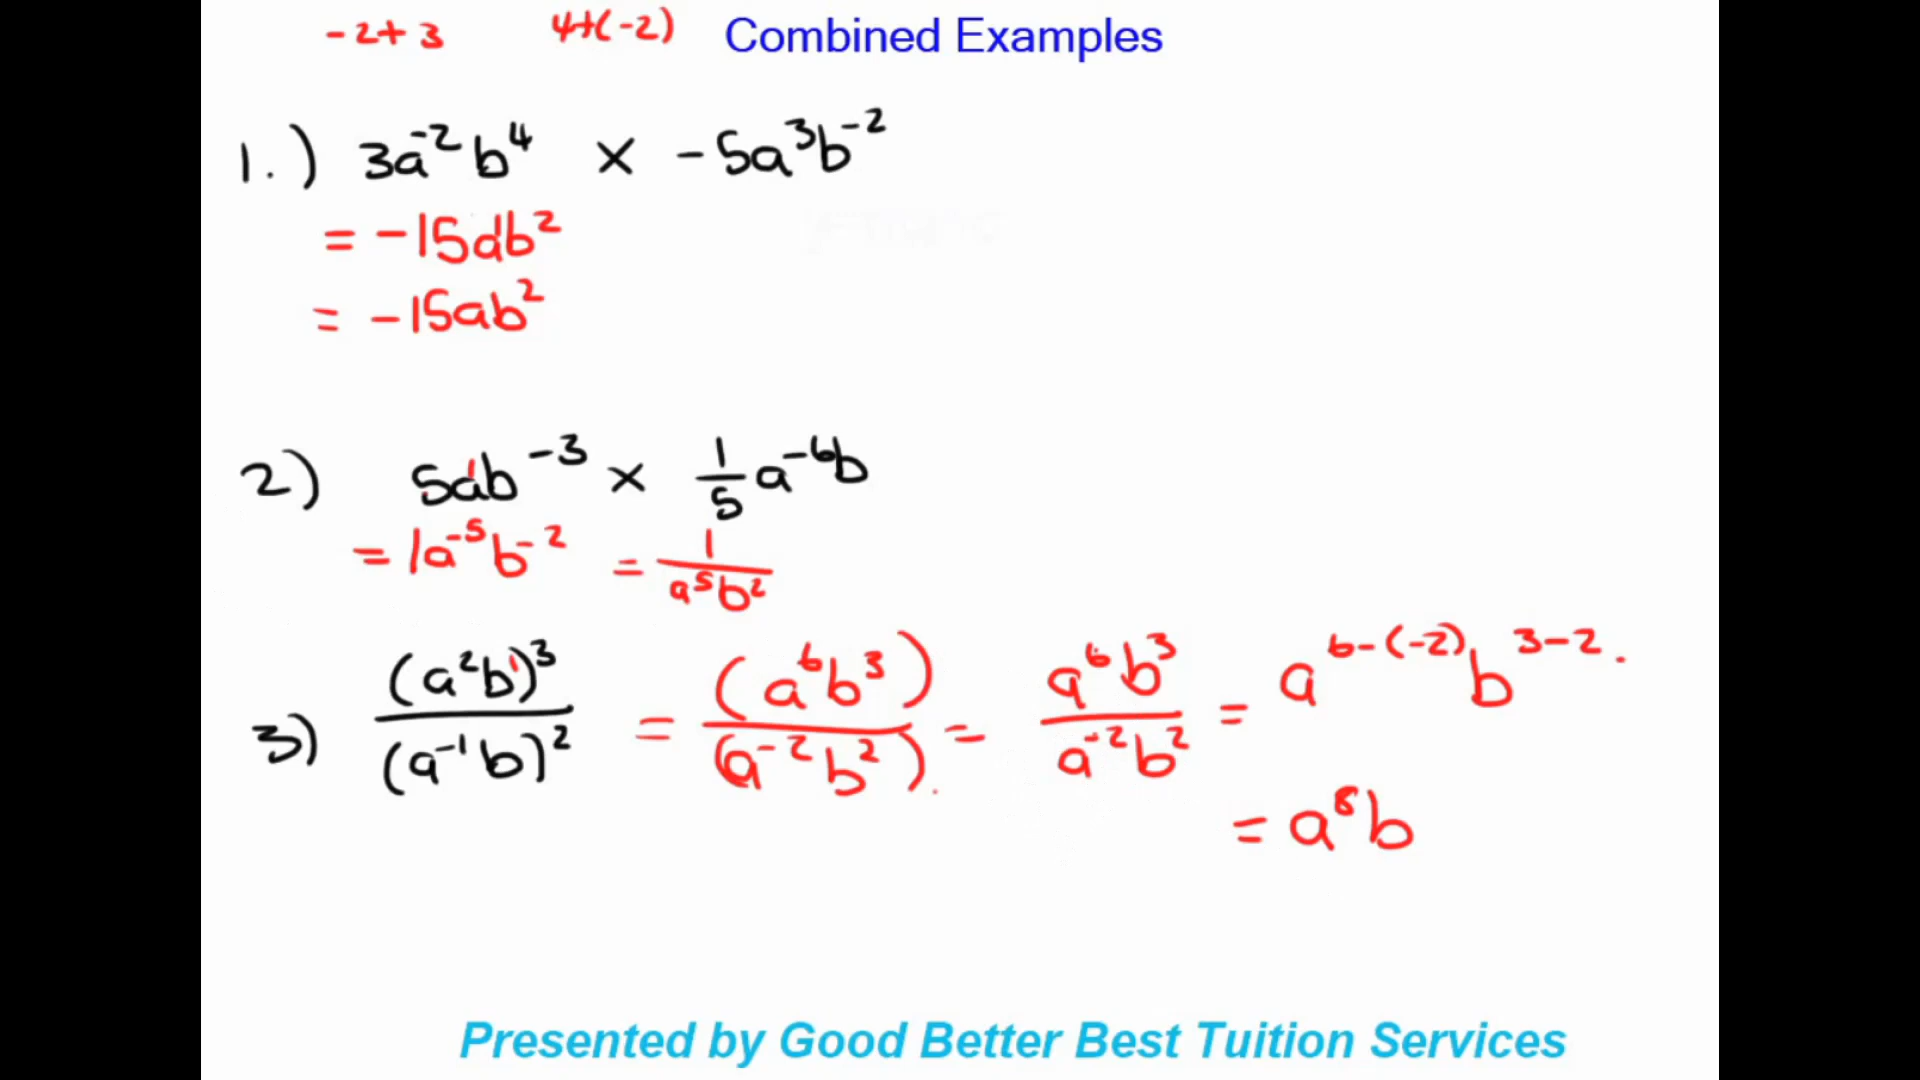 -2+3 4+(-2) Combined Examples
1.) 3a⁻²b⁴ × -5a³b⁻²
= -15a¹b²
= -15ab²
2) 5a¹b⁻³ × 1/5 a⁻⁶b
= 1a⁻⁵b⁻² = 1/(a⁵b²)
3) (a²b¹)³/(a⁻¹b)² = (a⁶b³)/(a⁻²b²) = a⁶b³/a⁻²b² = a⁶⁻⁽⁻²⁾b³⁻²
= a⁸b
Presented by Good Better Best Tuition Services